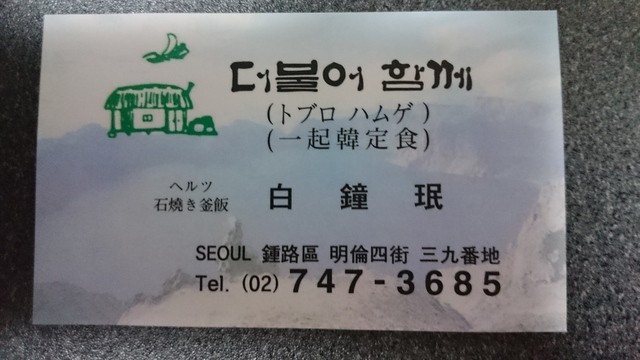 더불어 함께
(トブロ ハムゲ)
(一起韓定食)
ヘルツ
石燒き釜飯 白 鐘 珉
SEOUL 鍾路區 明倫四街 三九番地
Tel. (02) 747-3685